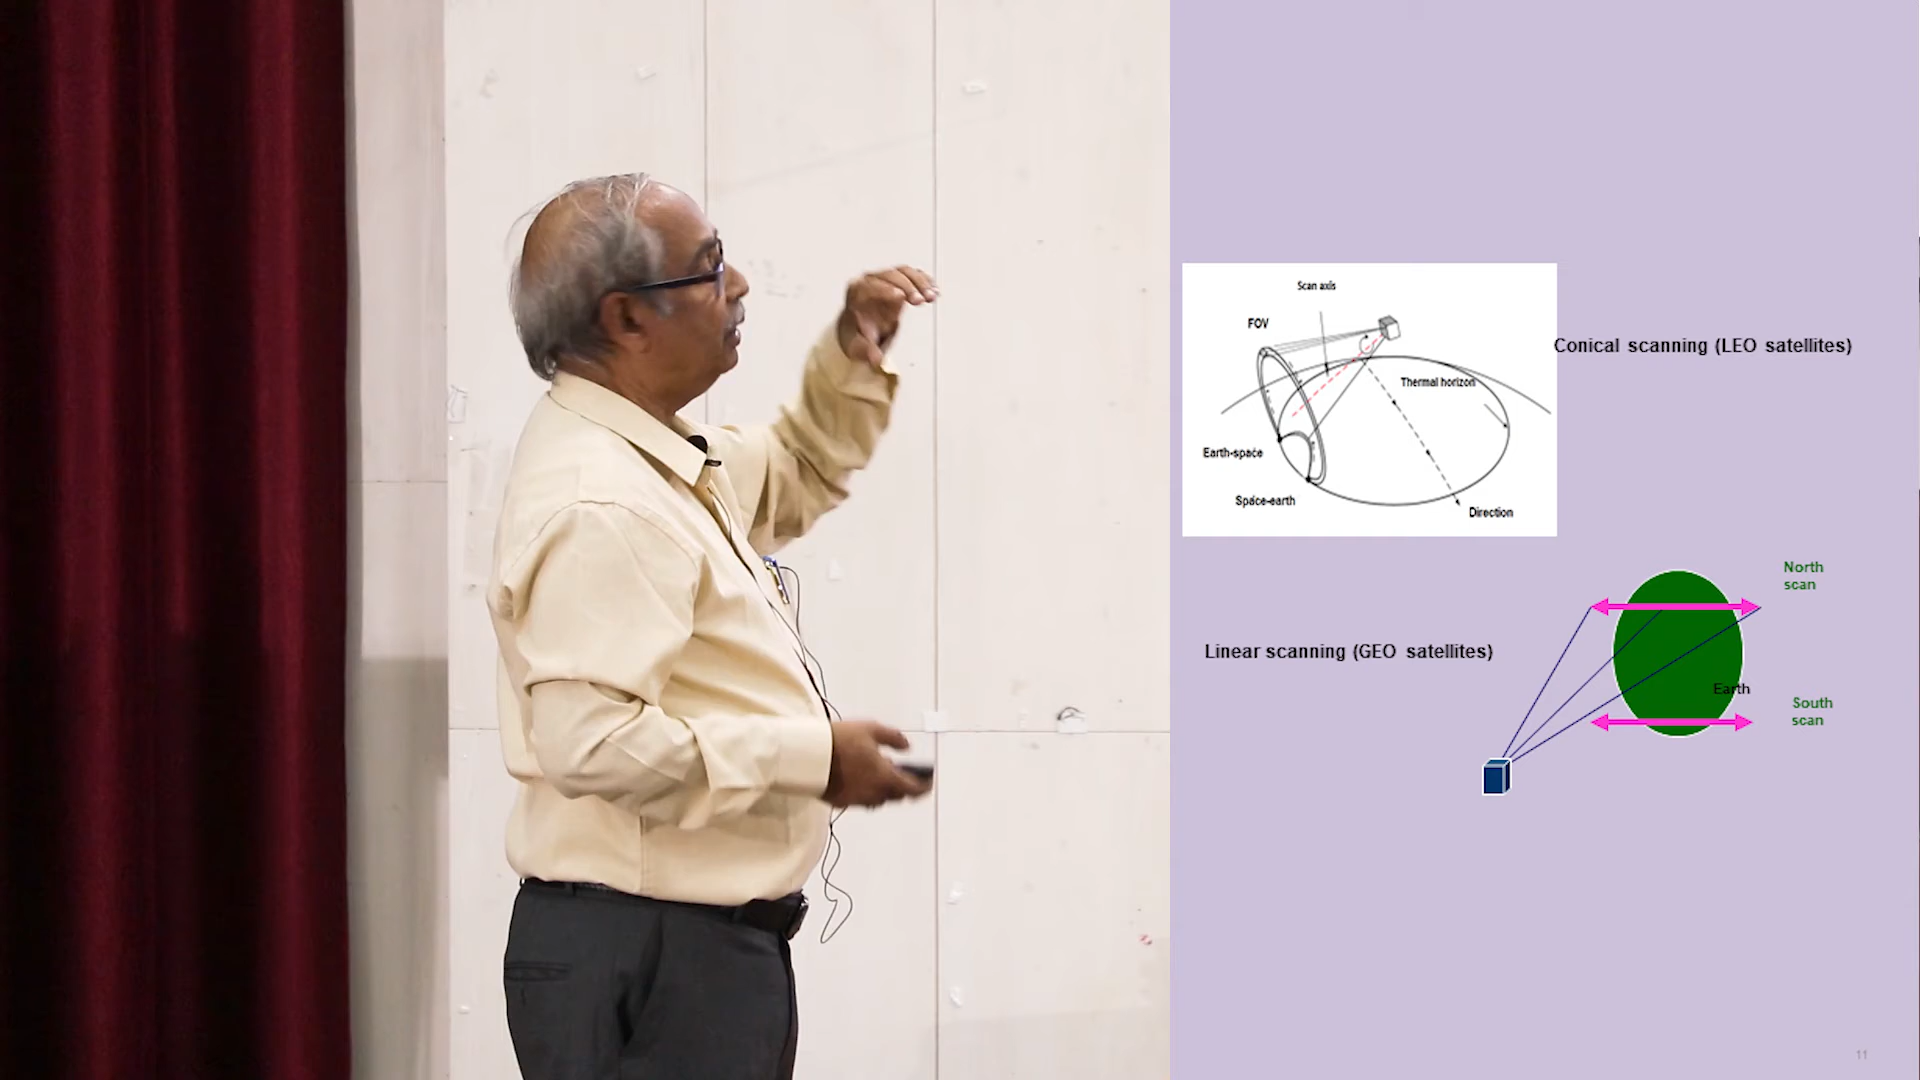 Scan axis
FOV
Conical scanning (LEO satellites)
Thermal horizon
Earth-space
Space-earth
Direction
North
scan
Linear scanning (GEO satellites)
Earth
South
scan
11